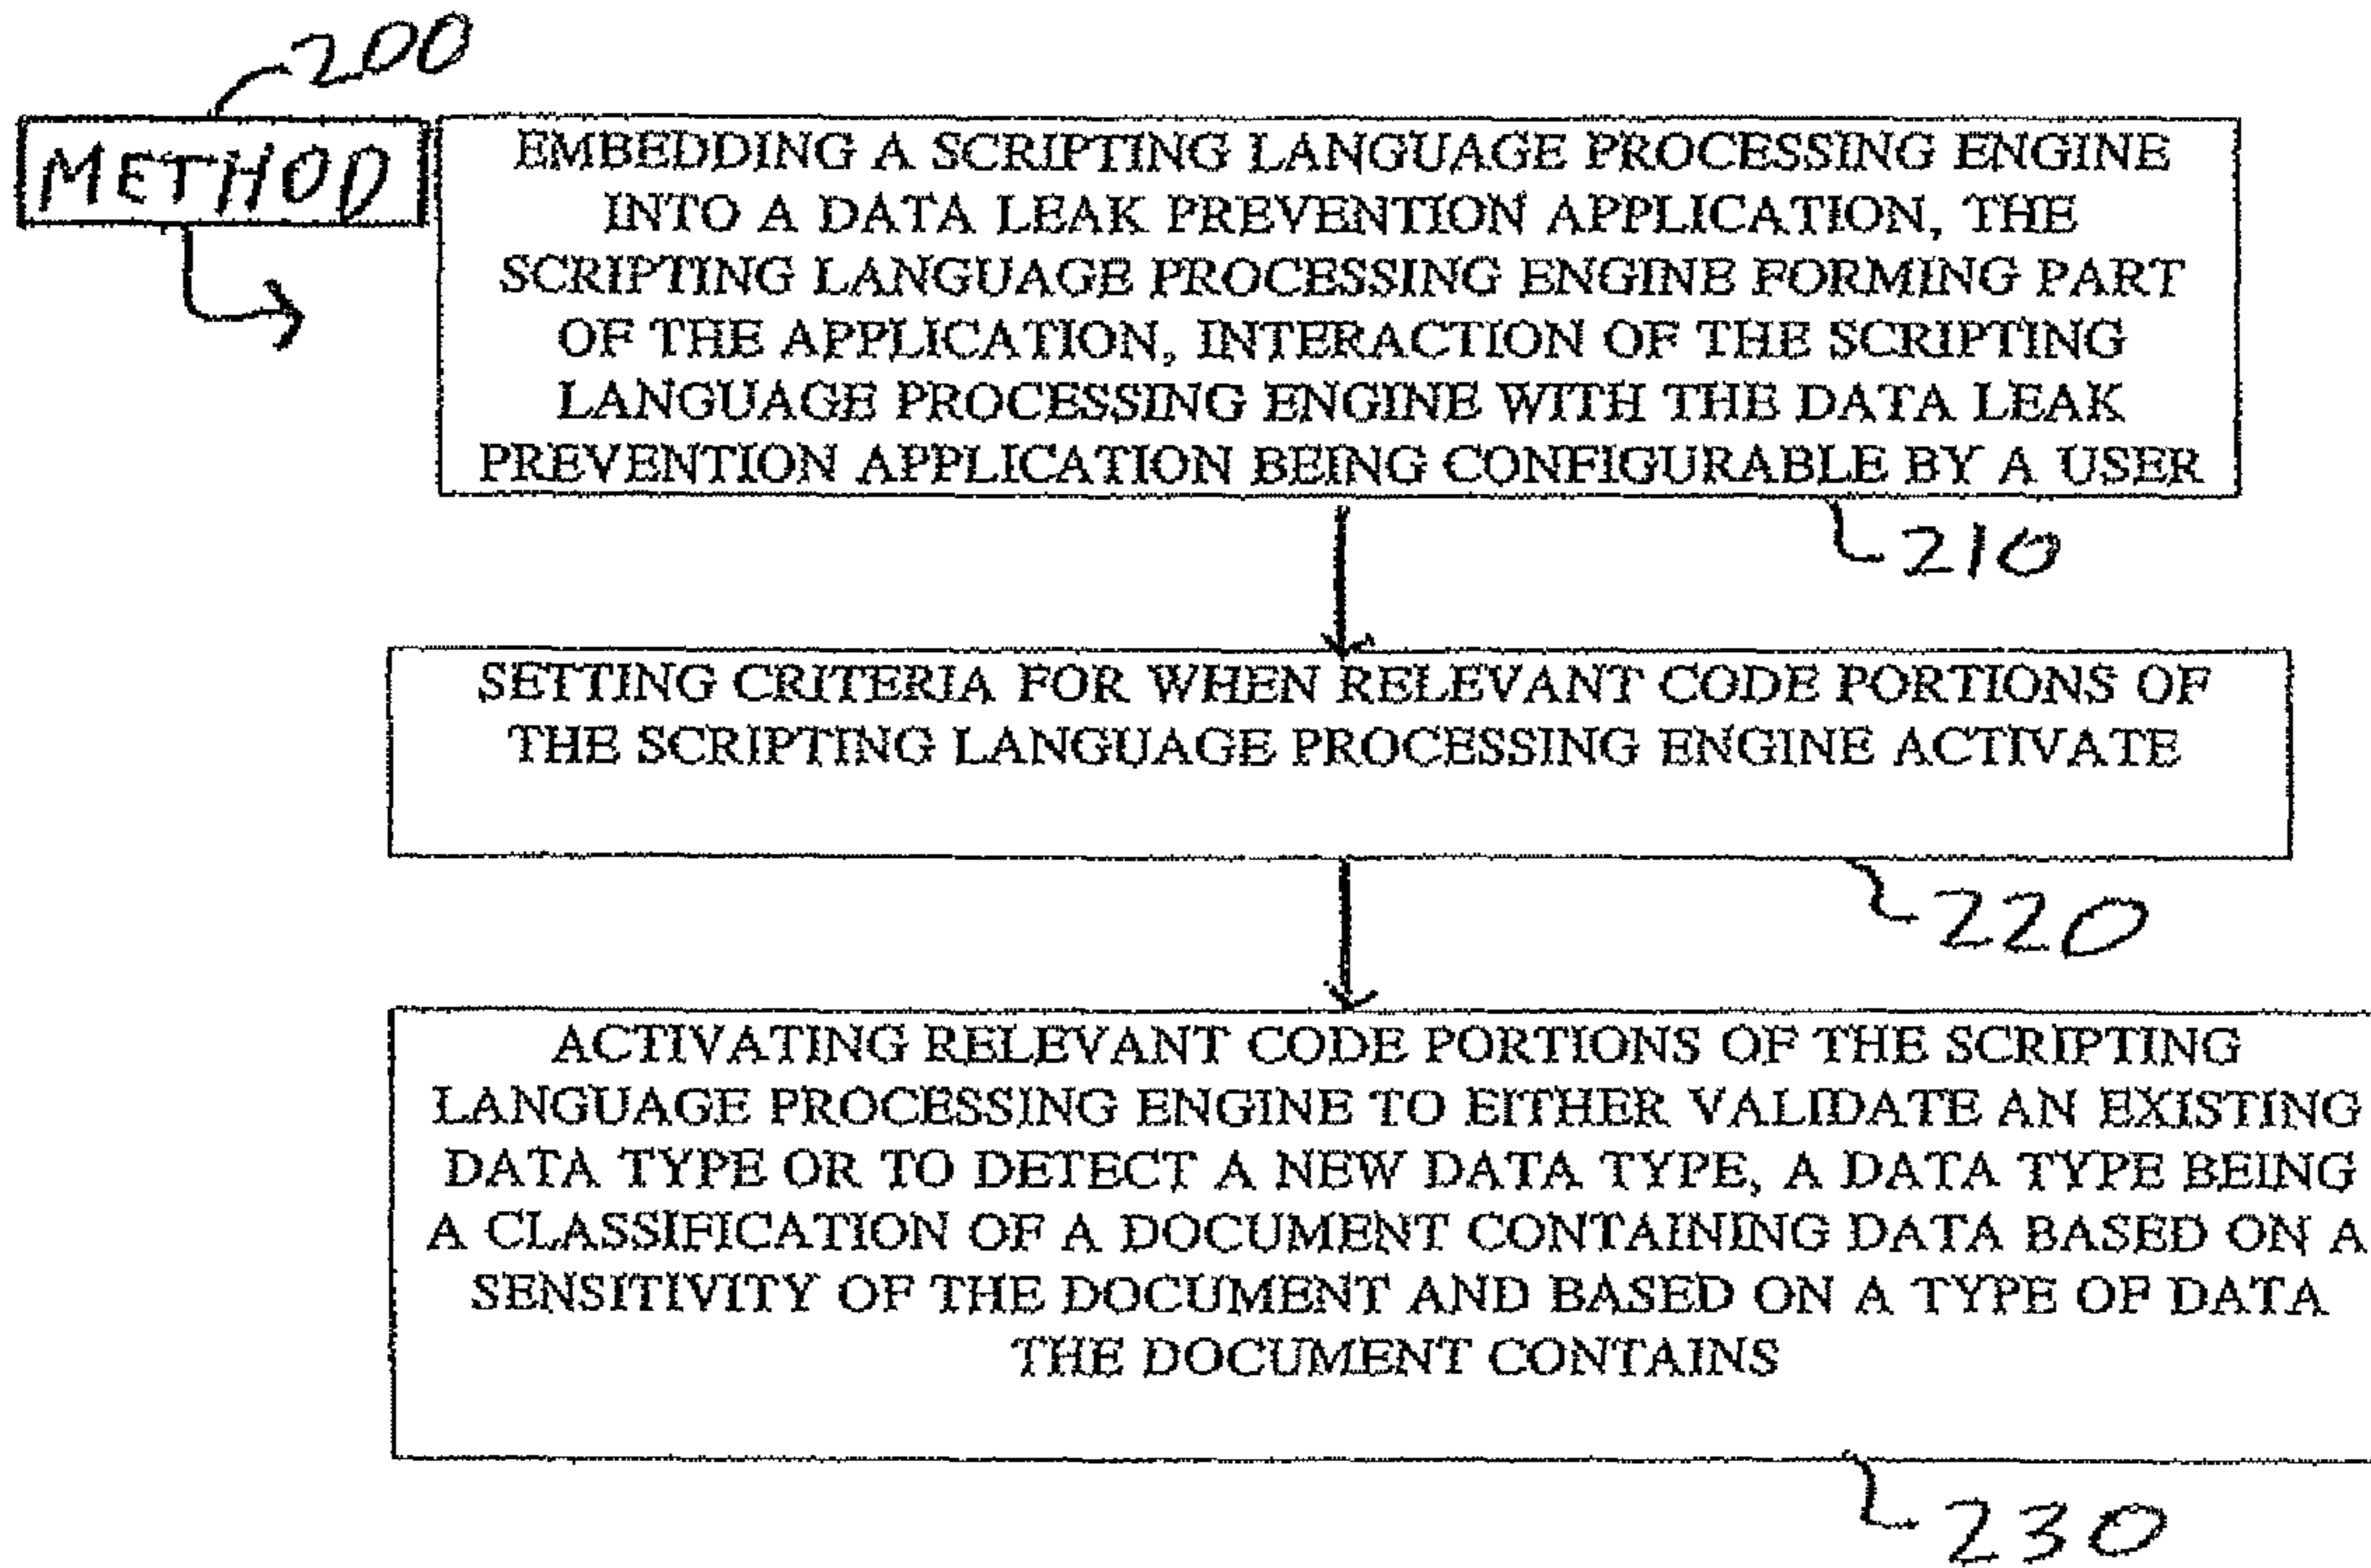 200
METHOD
EMBEDDING A SCRIPTING LANGUAGE PROCESSING ENGINE
INTO A DATA LEAK PREVENTION APPLICATION, THE
SCRIPTING LANGUAGE PROCESSING ENGINE FORMING PART
OF THE APPLICATION, INTERACTION OF THE SCRIPTING
LANGUAGE PROCESSING ENGINE WITH THE DATA LEAK
PREVENTION APPLICATION BEING CONFIGURABLE BY A USER
210
SETTING CRITERIA FOR WHEN RELEVANT CODE PORTIONS OF
THE SCRIPTING LANGUAGE PROCESSING ENGINE ACTIVATE
220
ACTIVATING RELEVANT CODE PORTIONS OF THE SCRIPTING
LANGUAGE PROCESSING ENGINE TO EITHER VALIDATE AN EXISTING
DATA TYPE OR TO DETECT A NEW DATA TYPE, A DATA TYPE BEING
A CLASSIFICATION OF A DOCUMENT CONTAINING DATA BASED ON A
SENSITIVITY OF THE DOCUMENT AND BASED ON A TYPE OF DATA
THE DOCUMENT CONTAINS
230